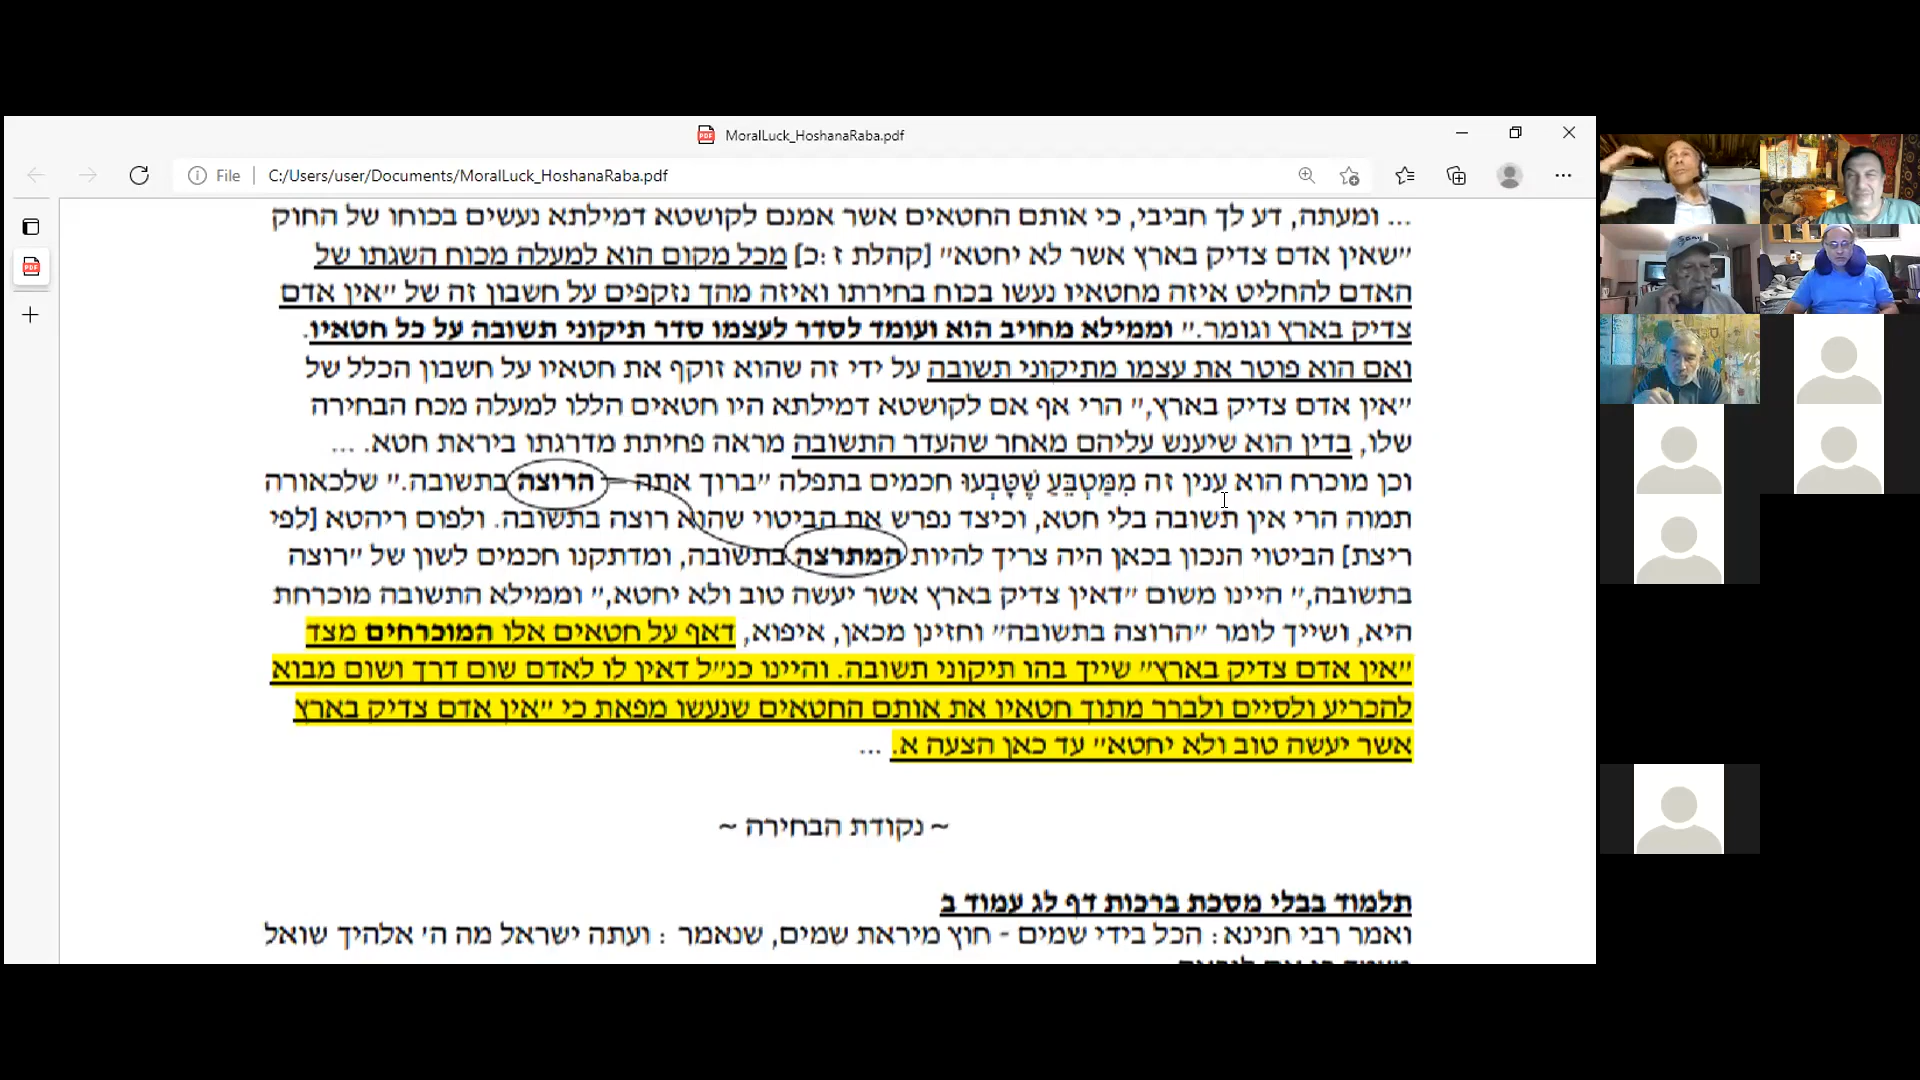 MoralLuck_HoshanaRaba.pdf
File
C:/Users/user/Documents/MoralLuck_HoshanaRaba.pdf
... ומעתה, דע לך חביבי, כי אותם החטאים אשר אמנם לקושטא דמילתא נעשים בכוחו של החוק
״שאין אדם צדיק בארץ אשר לא יחטא״ [קהלת ז :כ] מכל מקום הוא למעלה מכוח השגתו של
האדם להחליט איזה מחטאיו נעשו בכוח בחירתו ואיזה מהך נזקפים על חשבון זה של ״אין אדם
צדיק בארץ וגומר.״ וממילא מחויב הוא ועומד לסדר לעצמו סדר תיקוני תשובה על כל חטאיו.
ואם הוא פוטר את עצמו מתיקוני תשובה על ידי זה שהוא זוקף את חטאיו על חשבון הכלל של
״אין אדם צדיק בארץ,״ הרי אף אם לקושטא דמילתא היו חטאים הללו למעלה מכח הבחירה
שלו, בדין הוא שיענש עליהם מאחר שהעדר התשובה מראה פחיתת מדרגתו ביראת חטא. ...
וכן מוכרח הוא ענין זה מִמַּטְבֵּעַ שֶׁטָּבְעוּ חכמים בתפלה ״ברוך אתה הרוצה בתשובה.״ שלכאורה
תמוה הרי אין תשובה בלי חטא, וכיצד נפרש את הביטוי שהוא רוצה בתשובה. ולפום ריהטא [לפי
ריצת] הביטוי הנכון בכאן היה צריך להיות המתרצה בתשובה, ומדתקנו חכמים לשון של ״רוצה
בתשובה,״ היינו משום ״דאין צדיק בארץ אשר יעשה טוב ולא יחטא,״ וממילא התשובה מוכרחת
היא, ושייך לומר ״הרוצה בתשובה״ וחזינן מכאן, איפוא, דאף על חטאים אלו המוכרחים מצד
״אין אדם צדיק בארץ״ שייך בהו תיקוני תשובה. והיינו כנ״ל דאין לו לאדם שום דרך ושום מבוא
להכריע ולסיים ולברר מתוך חטאיו את אותם החטאים שנעשו מפאת כי ״אין אדם צדיק בארץ
אשר יעשה טוב ולא יחטא״ עד כאן הצעה א. ...
~ נקודת הבחירה ~
תלמוד בבלי מסכת ברכות דף לג עמוד ב
ואמר רבי חנינא: הכל בידי שמים - חוץ מיראת שמים, שנאמר : ועתה ישראל מה ה׳ אלהיך שואל